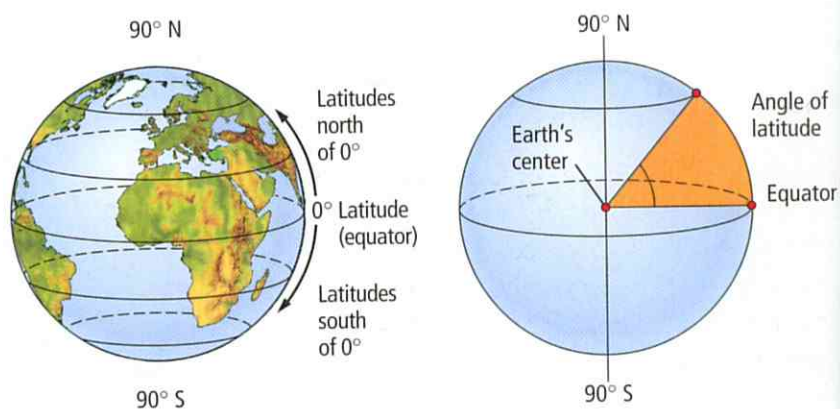 90° N
Latitudes
north
of 0°
0° Latitude
(equator)
Latitudes
south
of 0°
90° S
90° N
Earth's
center
Angle of
latitude
Equator
90° S